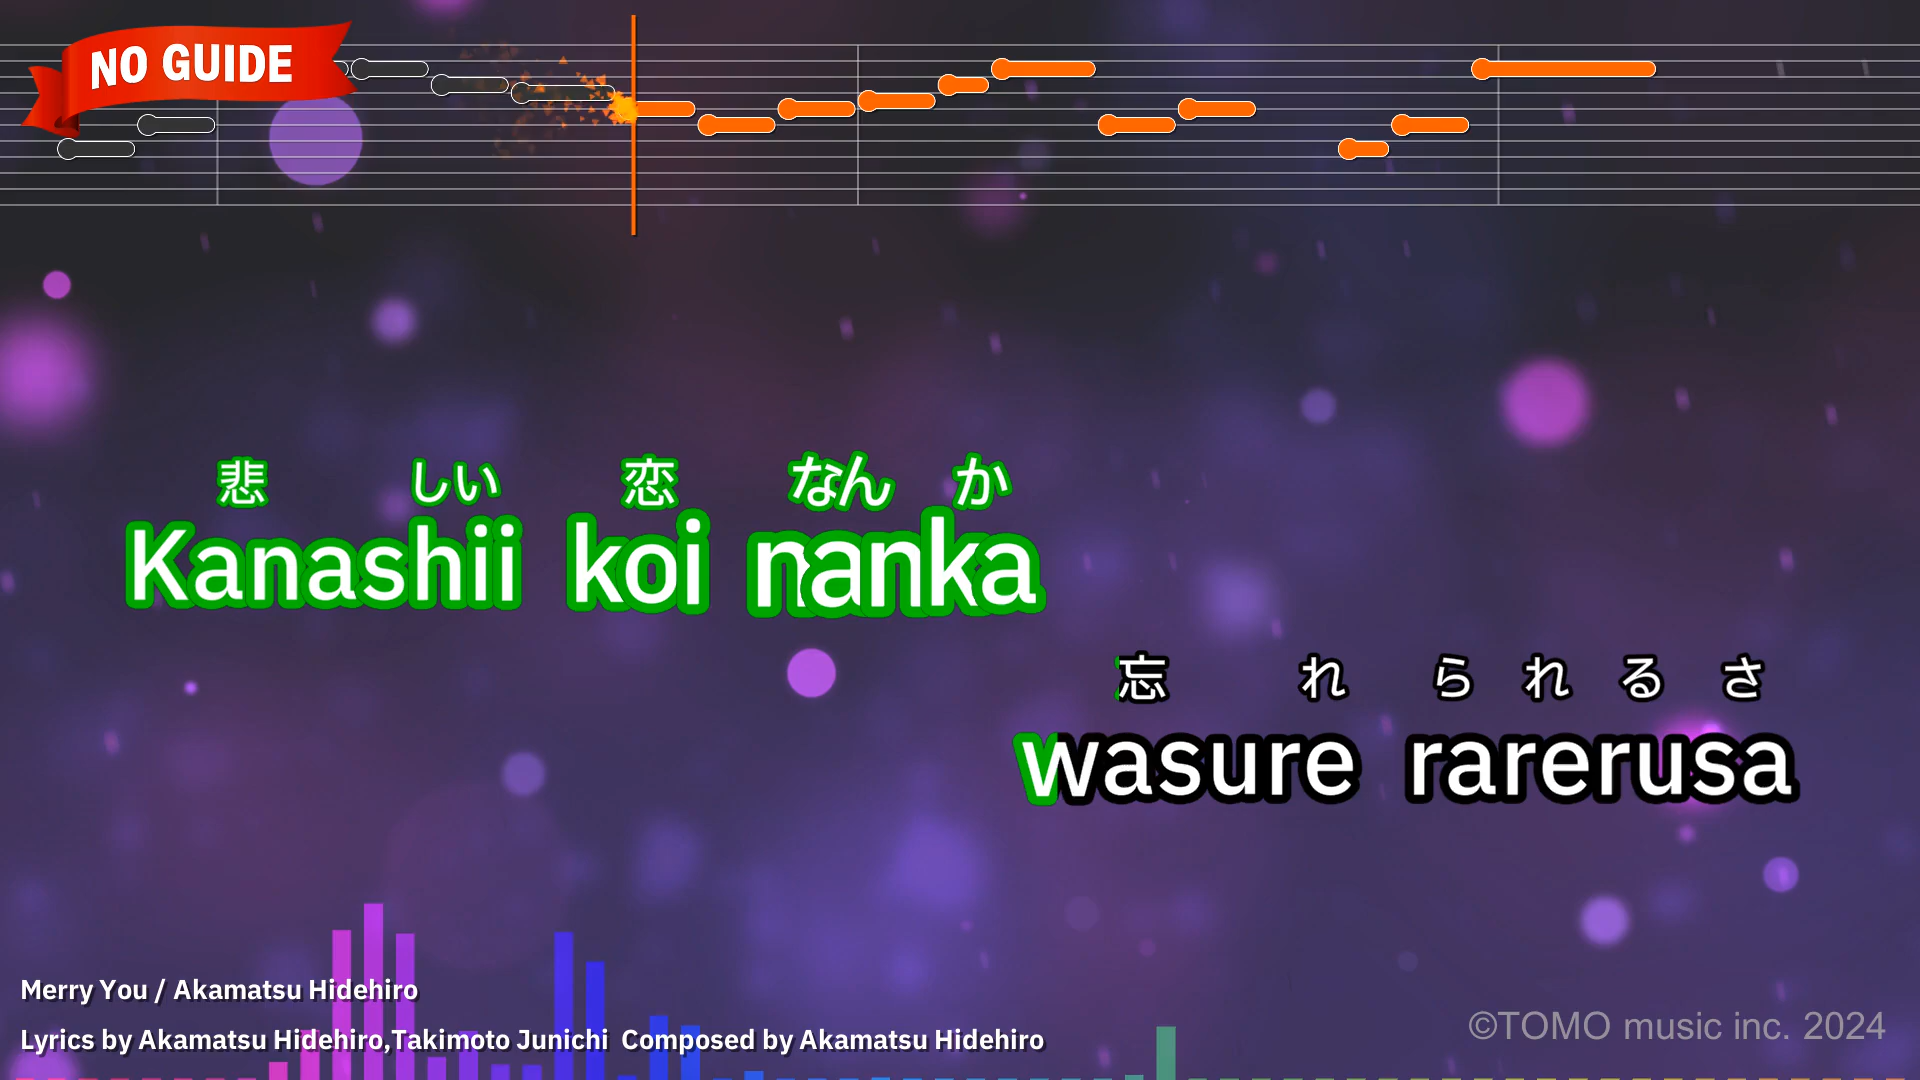 NO GUIDE
悲しい 恋 なんか
Kanashii koi nanka
忘れられるさ
wasure rarerusa
Merry You / Akamatsu Hidehiro
Lyrics by Akamatsu Hidehiro,Takimoto Junichi Composed by Akamatsu Hidehiro
©TOMO music inc. 2024